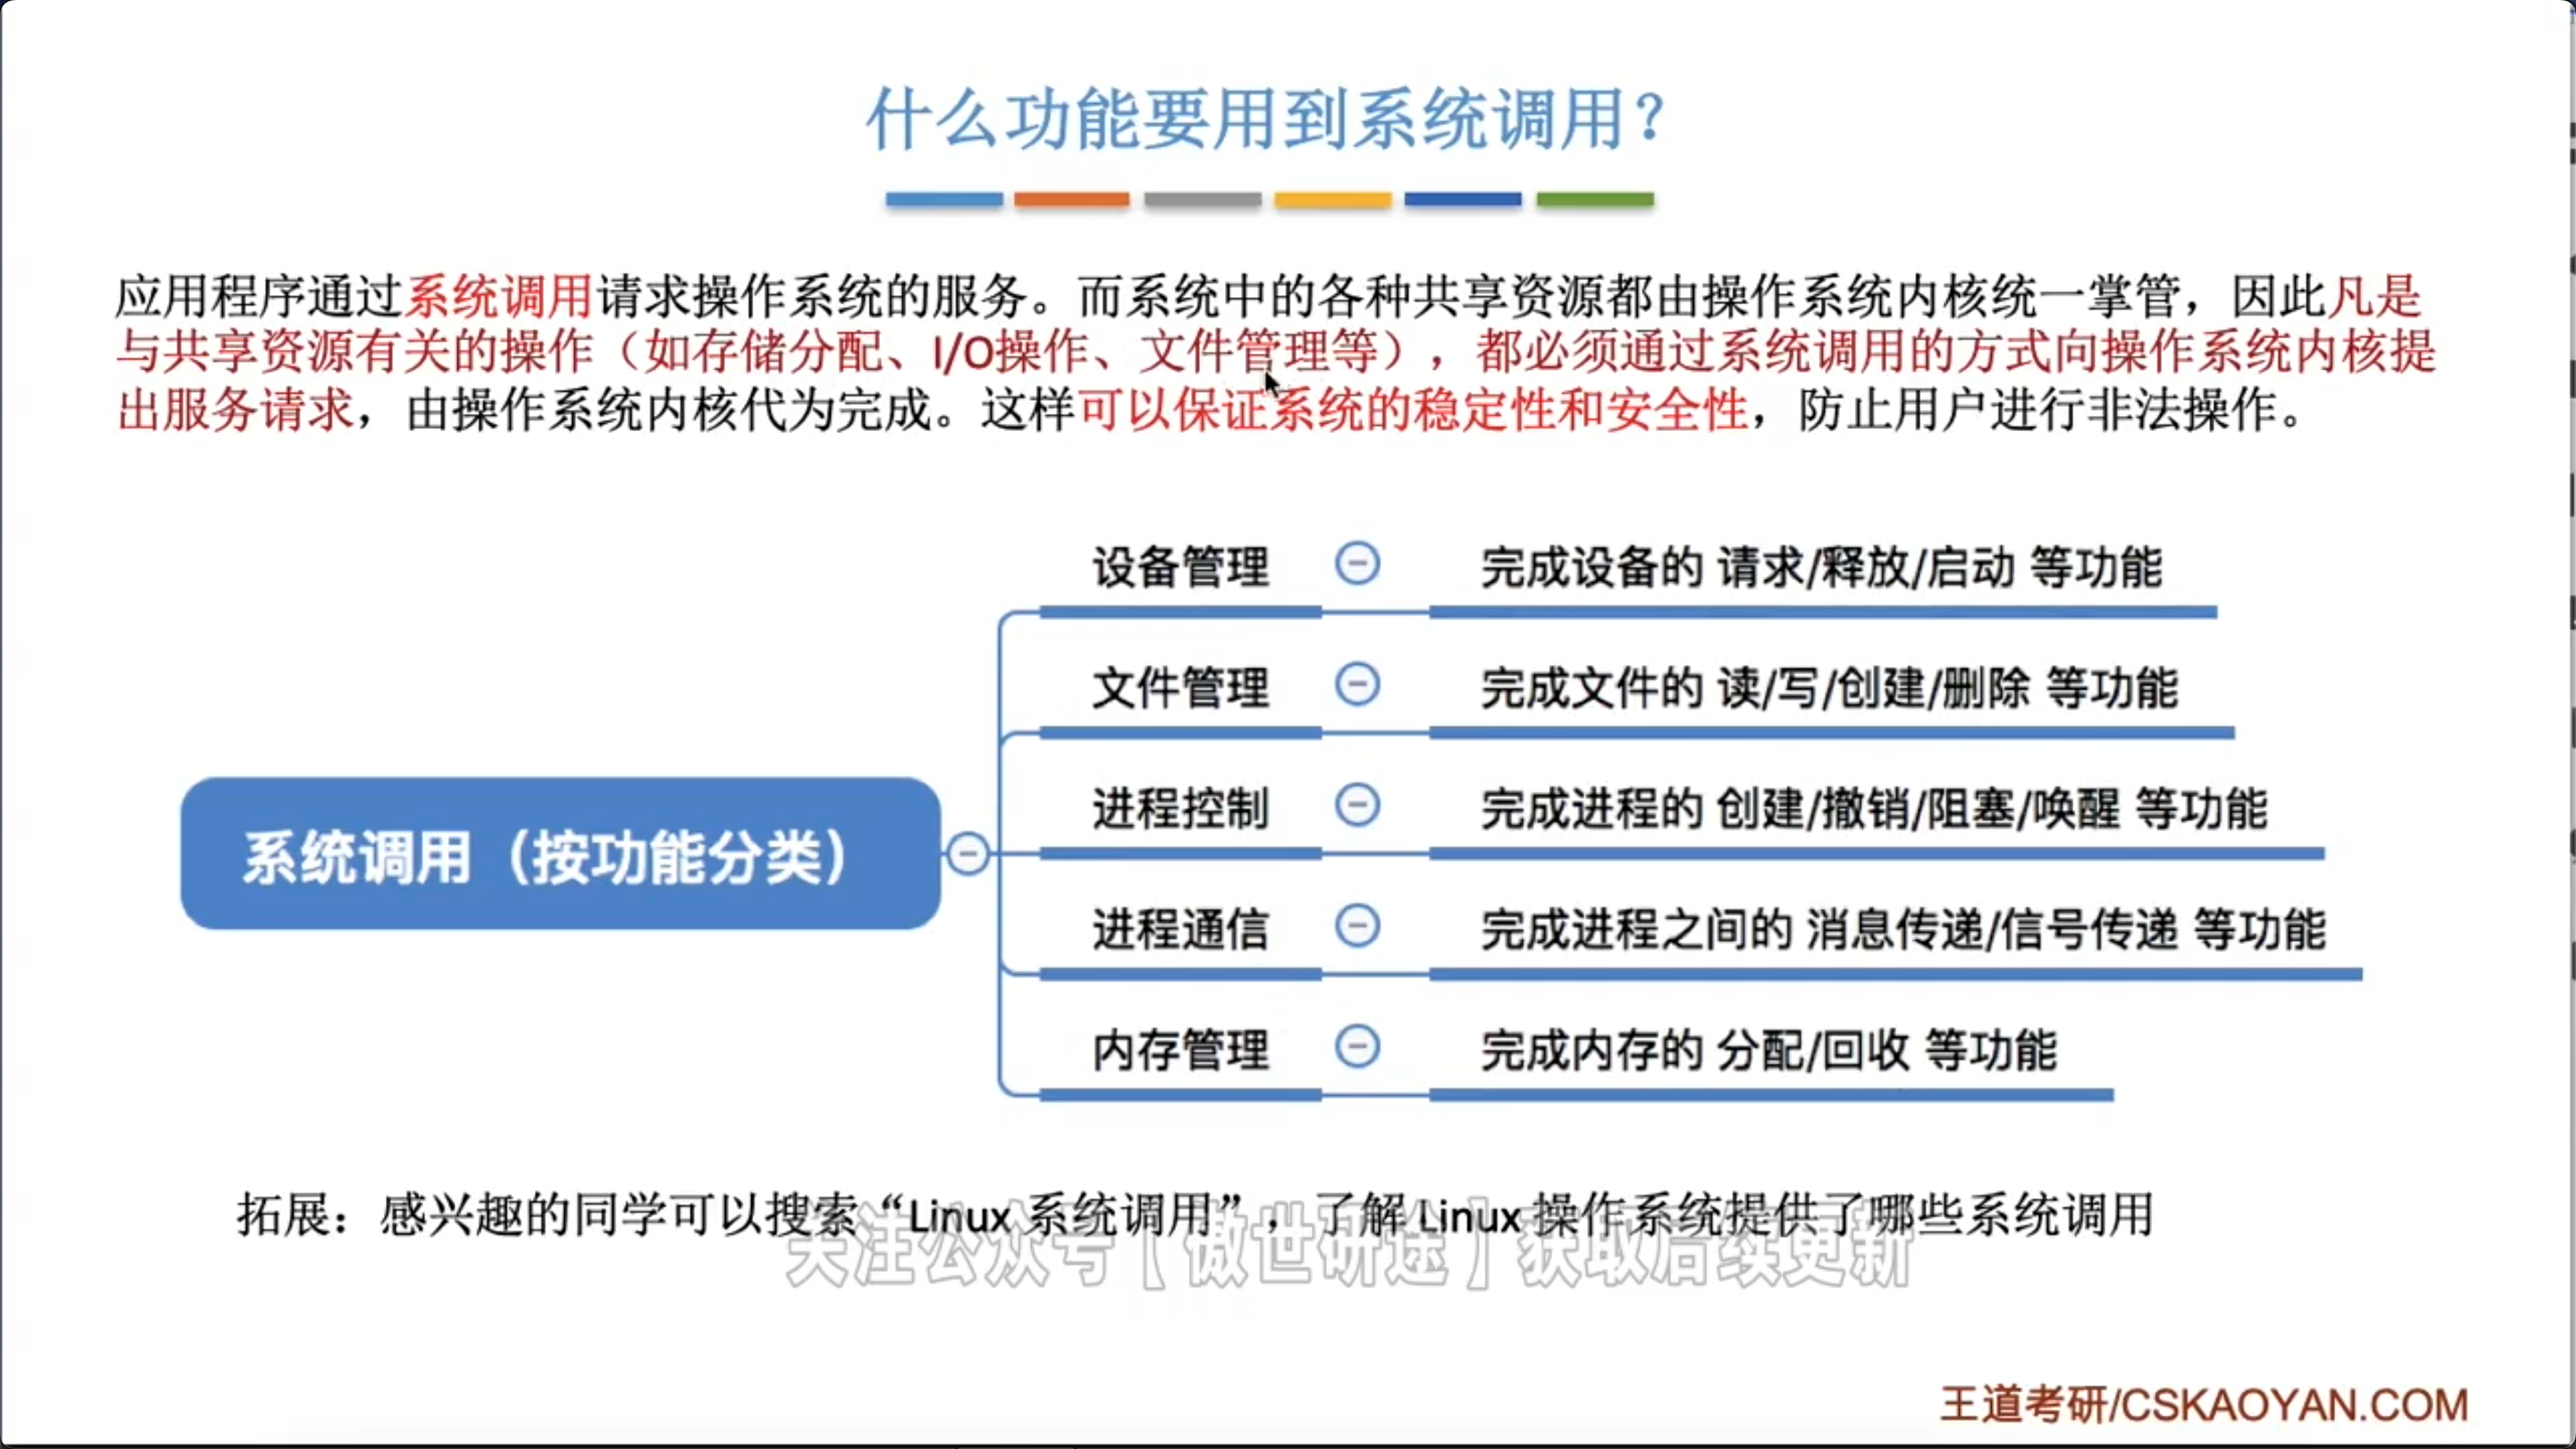 什么功能要用到系统调用？
应用程序通过系统调用请求操作系统的服务。而系统中的各种共享资源都由操作系统内核统一掌管，因此凡是
与共享资源有关的操作（如存储分配、I/O操作、文件管理等），都必须通过系统调用的方式向操作系统内核提
出服务请求，由操作系统内核代为完成。这样可以保证系统的稳定性和安全性，防止用户进行非法操作。
设备管理 完成设备的 请求/释放/启动 等功能
文件管理 完成文件的 读/写/创建/删除 等功能
进程控制 完成进程的 创建/撤销/阻塞/唤醒 等功能
系统调用（按功能分类）
进程通信 完成进程之间的 消息传递/信号传递 等功能
内存管理 完成内存的 分配/回收 等功能
拓展：感兴趣的同学可以搜索“Linux 系统调用”，了解 Linux 操作系统提供了哪些系统调用
关注公众号【傲世研途】获取后续更新
王道考研/CSKAOYAN.COM